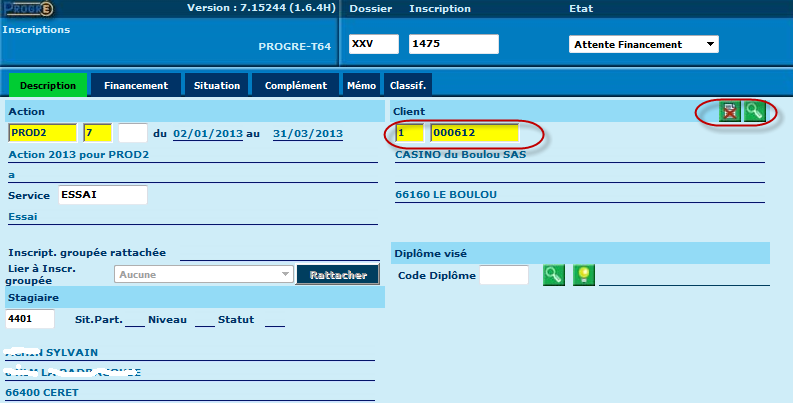 PROGRE Version : 7.15244 (1.6.4H) Dossier Inscription Etat
Inscriptions
PROGRE-T64 XXV 1475 Attente Financement
Description Financement Situation Complément Mémo Classif.
Action
PROD2 7 du 02/01/2013 au 31/03/2013
Action 2013 pour PROD2
a
Service ESSAI
Essai
Inscript. groupée rattachée
Lier à Inscr. groupée Aucune Rattacher
Stagiaire
4401 Sit.Part. Niveau Statut
SYLVAIN
66400 CERET
Client
1 000612
CASINO du Boulou SAS
66160 LE BOULOU
Diplôme visé
Code Diplôme